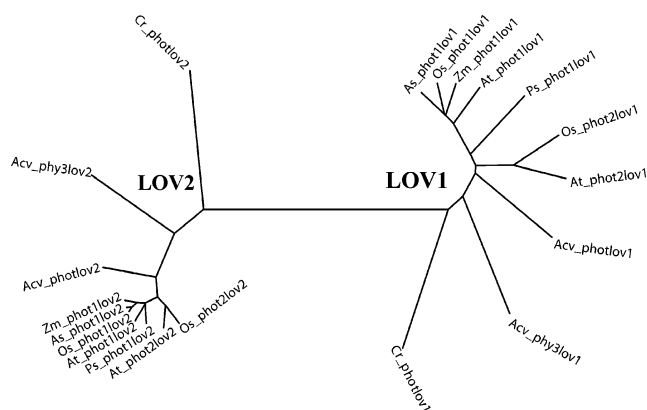 Cr_photlov2
Acv_phy3lov2
LOV2
Acv_photlov2
Zm_phot1lov2
As_phot1lov2
Os_phot1lov2
At_phot1lov2
Ps_phot1lov2
At_phot2lov2
Os_phot2lov2
As_phot1lov1
Os_phot1lov1
Zm_phot1lov1
At_phot1lov1
Ps_phot1lov1
Os_phot2lov1
LOV1
At_phot2lov1
Acv_photlov1
Acv_phy3lov1
Cr_photlov1